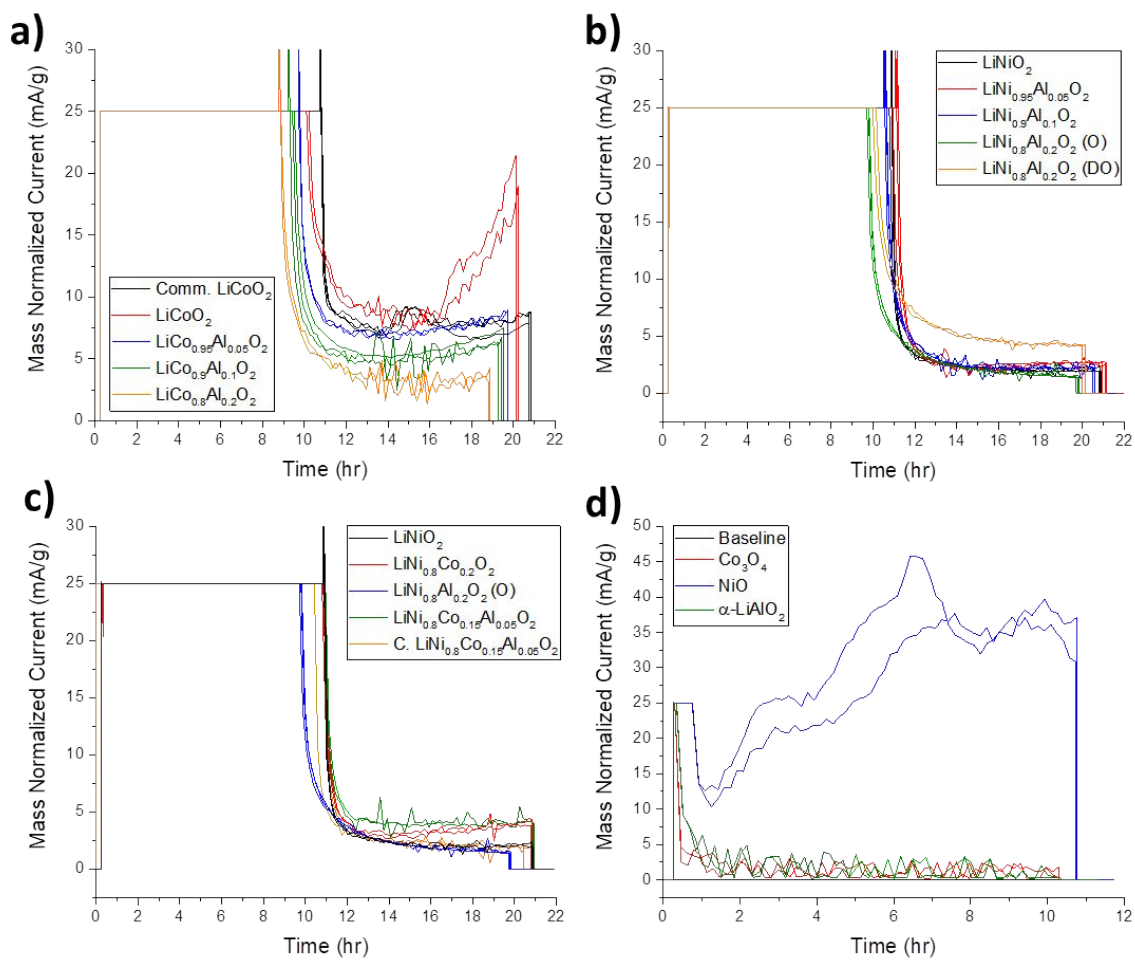 a)
Mass Normalized Current (mA/g)
30
25
20
15
10
5
0
Comm. LiCoO₂
LiCoO₂
LiCo₀.₉₅Al₀.₀₅O₂
LiCo₀.₉Al₀.₁O₂
LiCo₀.₈Al₀.₂O₂
0 2 4 6 8 10 12 14 16 18 20 22
Time (hr)
b)
Mass Normalized Current (mA/g)
30
25
20
15
10
5
0
LiNiO₂
LiNi₀.₉₅Al₀.₀₅O₂
LiNi₀.₉Al₀.₁O₂
LiNi₀.₈Al₀.₂O₂ (O)
LiNi₀.₈Al₀.₂O₂ (DO)
0 2 4 6 8 10 12 14 16 18 20 22
Time (hr)
c)
Mass Normalized Current (mA/g)
30
25
20
15
10
5
0
LiNiO₂
LiNi₀.₈Co₀.₂O₂
LiNi₀.₈Al₀.₂O₂ (O)
LiNi₀.₈Co₀.₁₅Al₀.₀₅O₂
C. LiNi₀.₈Co₀.₁₅Al₀.₀₅O₂
0 2 4 6 8 10 12 14 16 18 20 22
Time (hr)
d)
Mass Normalized Current (mA/g)
50
45
40
35
30
25
20
15
10
5
0
Baseline
Co₃O₄
NiO
α-LiAlO₂
0 2 4 6 8 10 12
Time (hr)